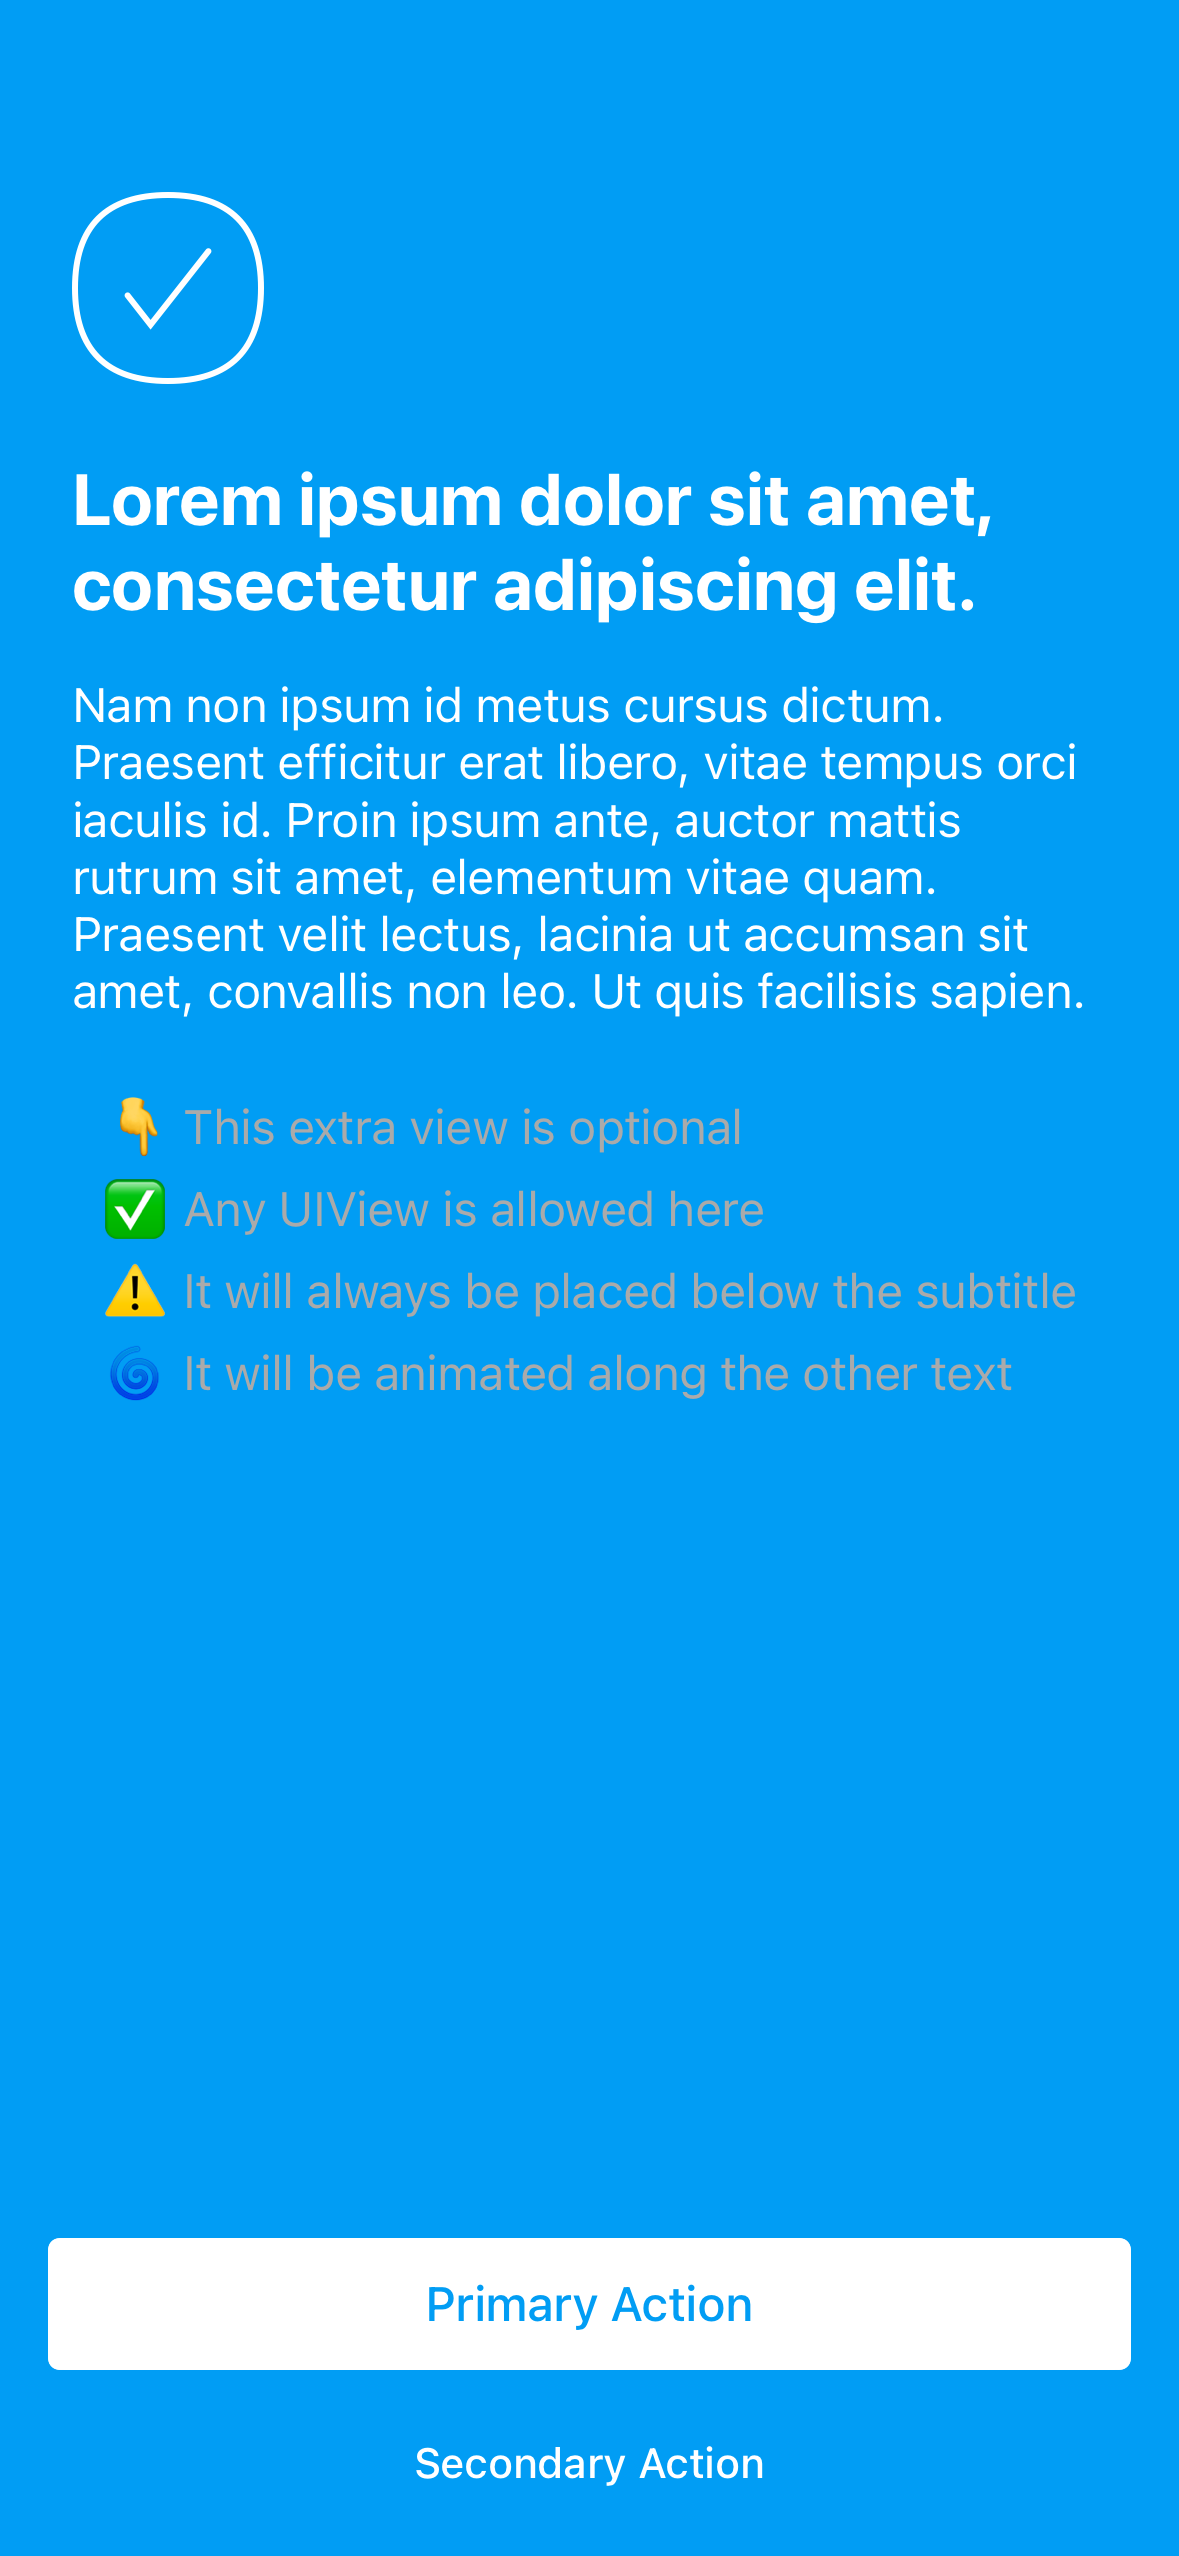 Lorem ipsum dolor sit amet,
consectetur adipiscing elit.
Nam non ipsum id metus cursus dictum.
Praesent efficitur erat libero, vitae tempus orci
iaculis id. Proin ipsum ante, auctor mattis
rutrum sit amet, elementum vitae quam.
Praesent velit lectus, lacinia ut accumsan sit
amet, convallis non leo. Ut quis facilisis sapien.
👇 This extra view is optional
✅ Any UIView is allowed here
⚠️ It will always be placed below the subtitle
🌀 It will be animated along the other text
Primary Action
Secondary Action